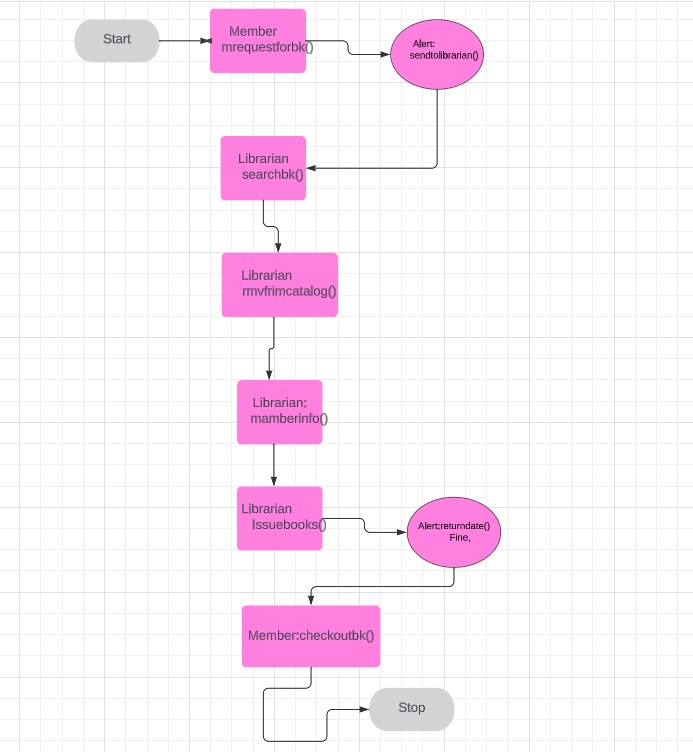 Start
Member
mrequestforbk()
Alert:
sendtolibrarian()
Librarian
searchbk()
Librarian
rmvfrimcatalog()
Librarian;
mamberinfo()
Librarian
Issuebooks()
Alert:returndate()
Fine,
Member:checkoutbk()
Stop